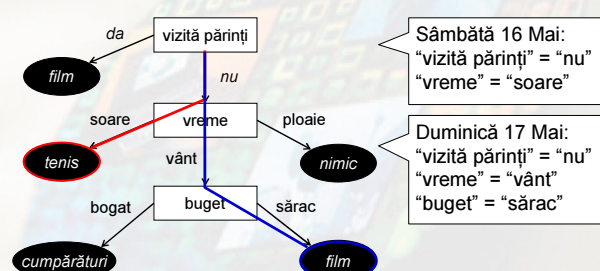 da
vizită părinți
film
nu
soare
vreme
ploaie
tenis
vânt
nimic
bogat
buget
sărac
cumpărături
film
Sâmbătă 16 Mai:
“vizită părinți” = “nu”
“vreme” = “soare”
Duminică 17 Mai:
“vizită părinți” = “nu”
“vreme” = “vânt”
“buget” = “sărac”